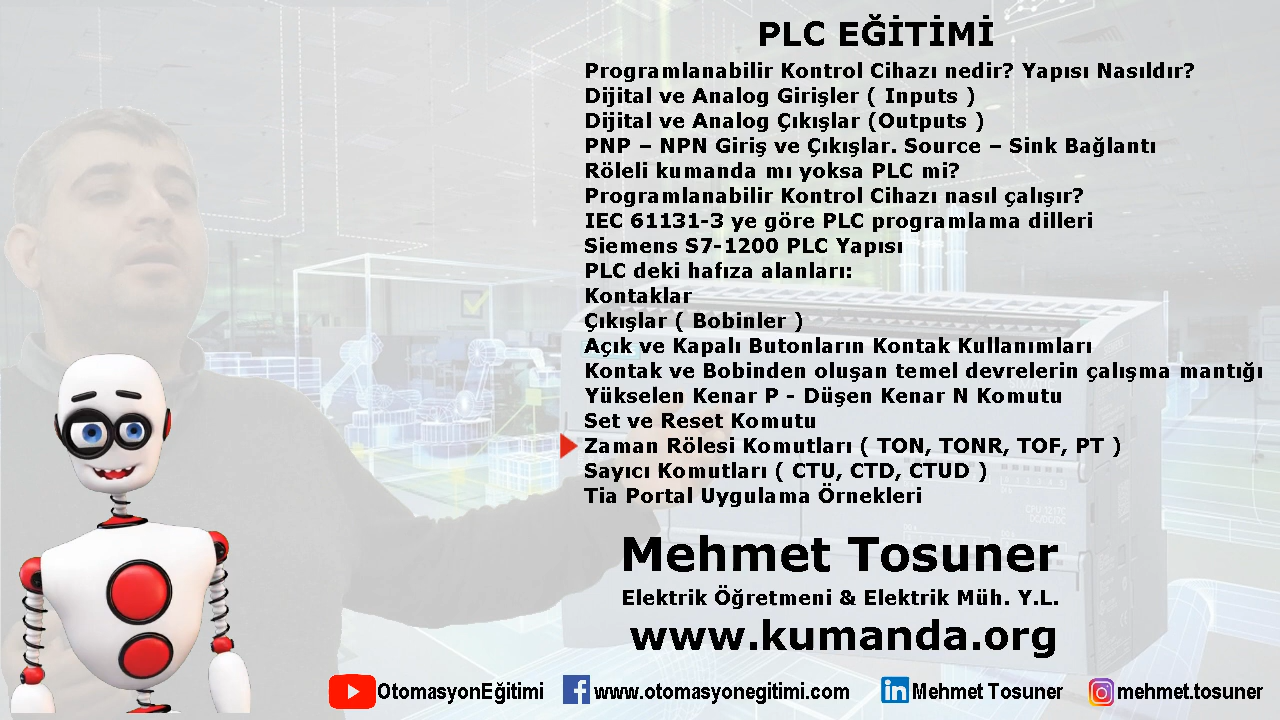 PLC EĞİTİMİ
Programlanabilir Kontrol Cihazı nedir? Yapısı Nasıldır?
Dijital ve Analog Girişler ( Inputs )
Dijital ve Analog Çıkışlar (Outputs )
PNP – NPN Giriş ve Çıkışlar. Source – Sink Bağlantı
Röleli kumanda mı yoksa PLC mi?
Programlanabilir Kontrol Cihazı nasıl çalışır?
IEC 61131-3 ye göre PLC programlama dilleri
Siemens S7-1200 PLC Yapısı
PLC deki hafıza alanları:
Kontaklar
Çıkışlar ( Bobinler )
Açık ve Kapalı Butonların Kontak Kullanımları
Kontak ve Bobinden oluşan temel devrelerin çalışma mantığı
Yükselen Kenar P - Düşen Kenar N Komutu
Set ve Reset Komutu
Zaman Rölesi Komutları ( TON, TONR, TOF, PT )
Sayıcı Komutları ( CTU, CTD, CTUD )
Tia Portal Uygulama Örnekleri
Mehmet Tosuner
Elektrik Öğretmeni & Elektrik Müh. Y.L.
www.kumanda.org
OtomasyonEğitimi www.otomasyonegitimi.com Mehmet Tosuner mehmet.tosuner